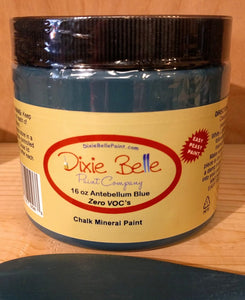 DixieBellePaint.com
Dixie Belle
Paint Company
16 oz Antebellum Blue
Zero VOC's
Chalk Mineral Paint
EASY
PEASY
PAINT